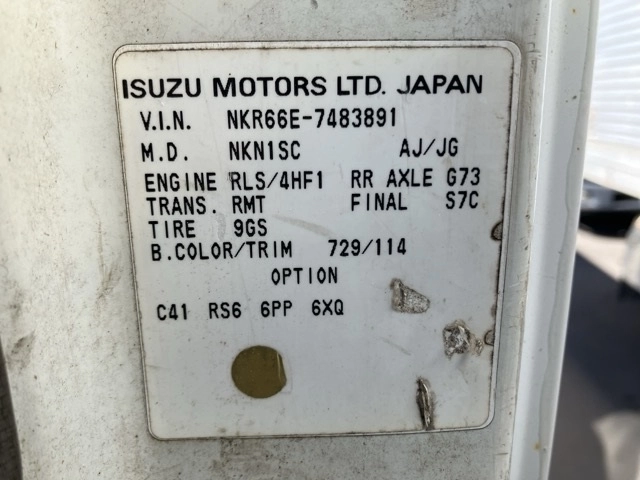 ISUZU MOTORS LTD. JAPAN
V.I.N. NKR66E-7483891
M.D. NKN1SC AJ/JG
ENGINE RLS/4HF1 RR AXLE G73
TRANS. RMT FINAL S7C
TIRE 9GS
B.COLOR/TRIM 729/114
OPTION
C41 RS6 6PP 6XQ